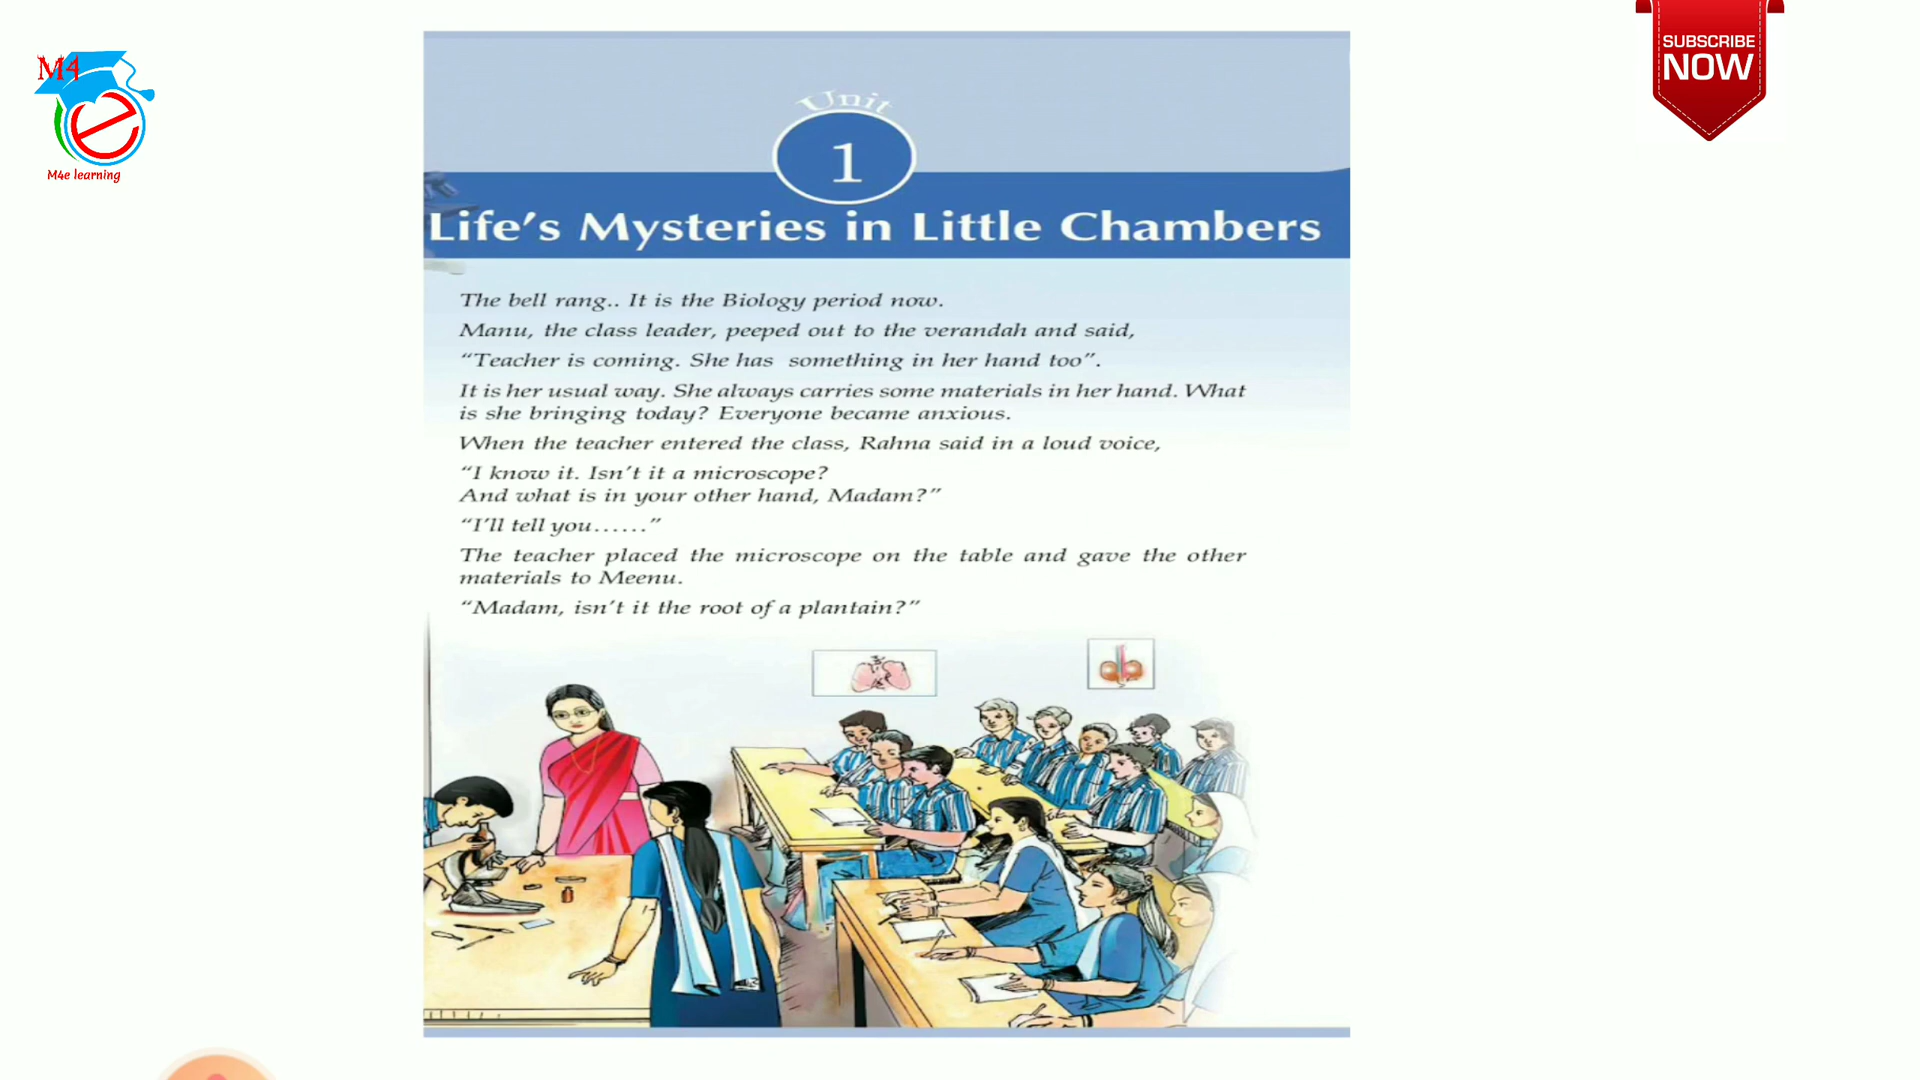 M4
M4e learning
SUBSCRIBE
NOW
Unit
1
Life's Mysteries in Little Chambers
The bell rang.. It is the Biology period now.
Manu, the class leader, peeped out to the verandah and said,
“Teacher is coming. She has something in her hand too”.
It is her usual way. She always carries some materials in her hand. What
is she bringing today? Everyone became anxious.
When the teacher entered the class, Rahna said in a loud voice,
“I know it. Isn't it a microscope?
And what is in your other hand, Madam?”
“I'll tell you......”
The teacher placed the microscope on the table and gave the other
materials to Meenu.
“Madam, isn't it the root of a plantain?”